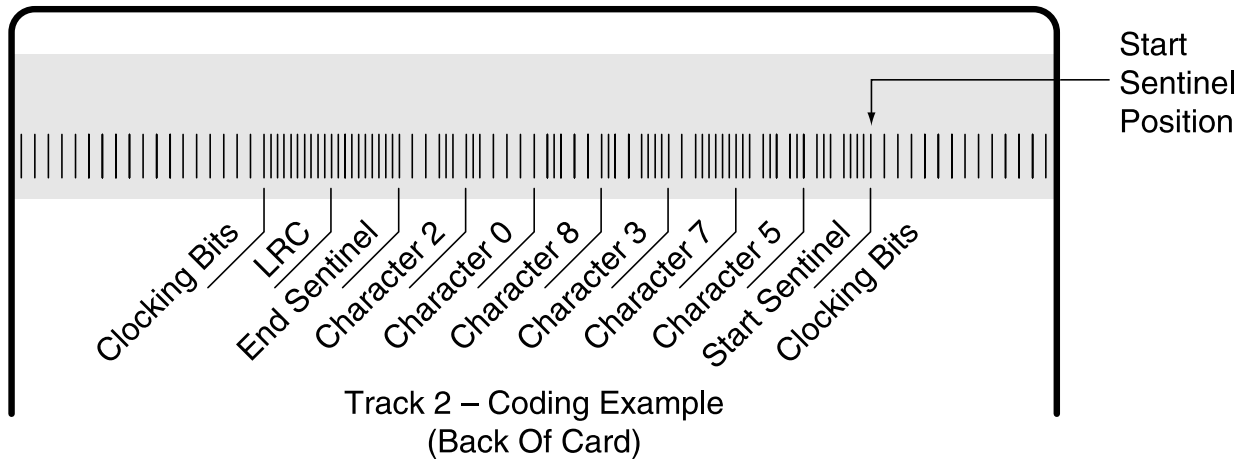 Start
Sentinel
Position
Clocking Bits
LRC
End Sentinel
Character 2
Character 0
Character 8
Character 3
Character 7
Character 5
Start Sentinel
Clocking Bits
Track 2 – Coding Example
(Back Of Card)